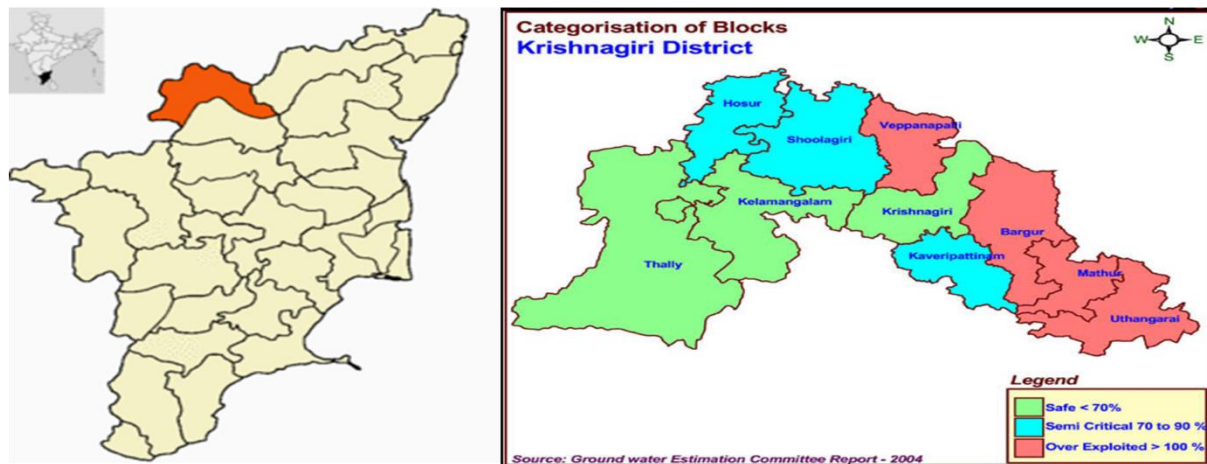 Categorisation of Blocks
Krishnagiri District
N
W E
S
Hosur
Shoolagiri
Veppanapalli
Kelamangalam
Krishnagiri
Thally
Bargur
Kaveripattinam
Mathur
Uthangarai
Legend
Safe < 70%
Semi Critical 70 to 90 %
Over Exploited > 100 %
Source: Ground water Estimation Committee Report - 2004